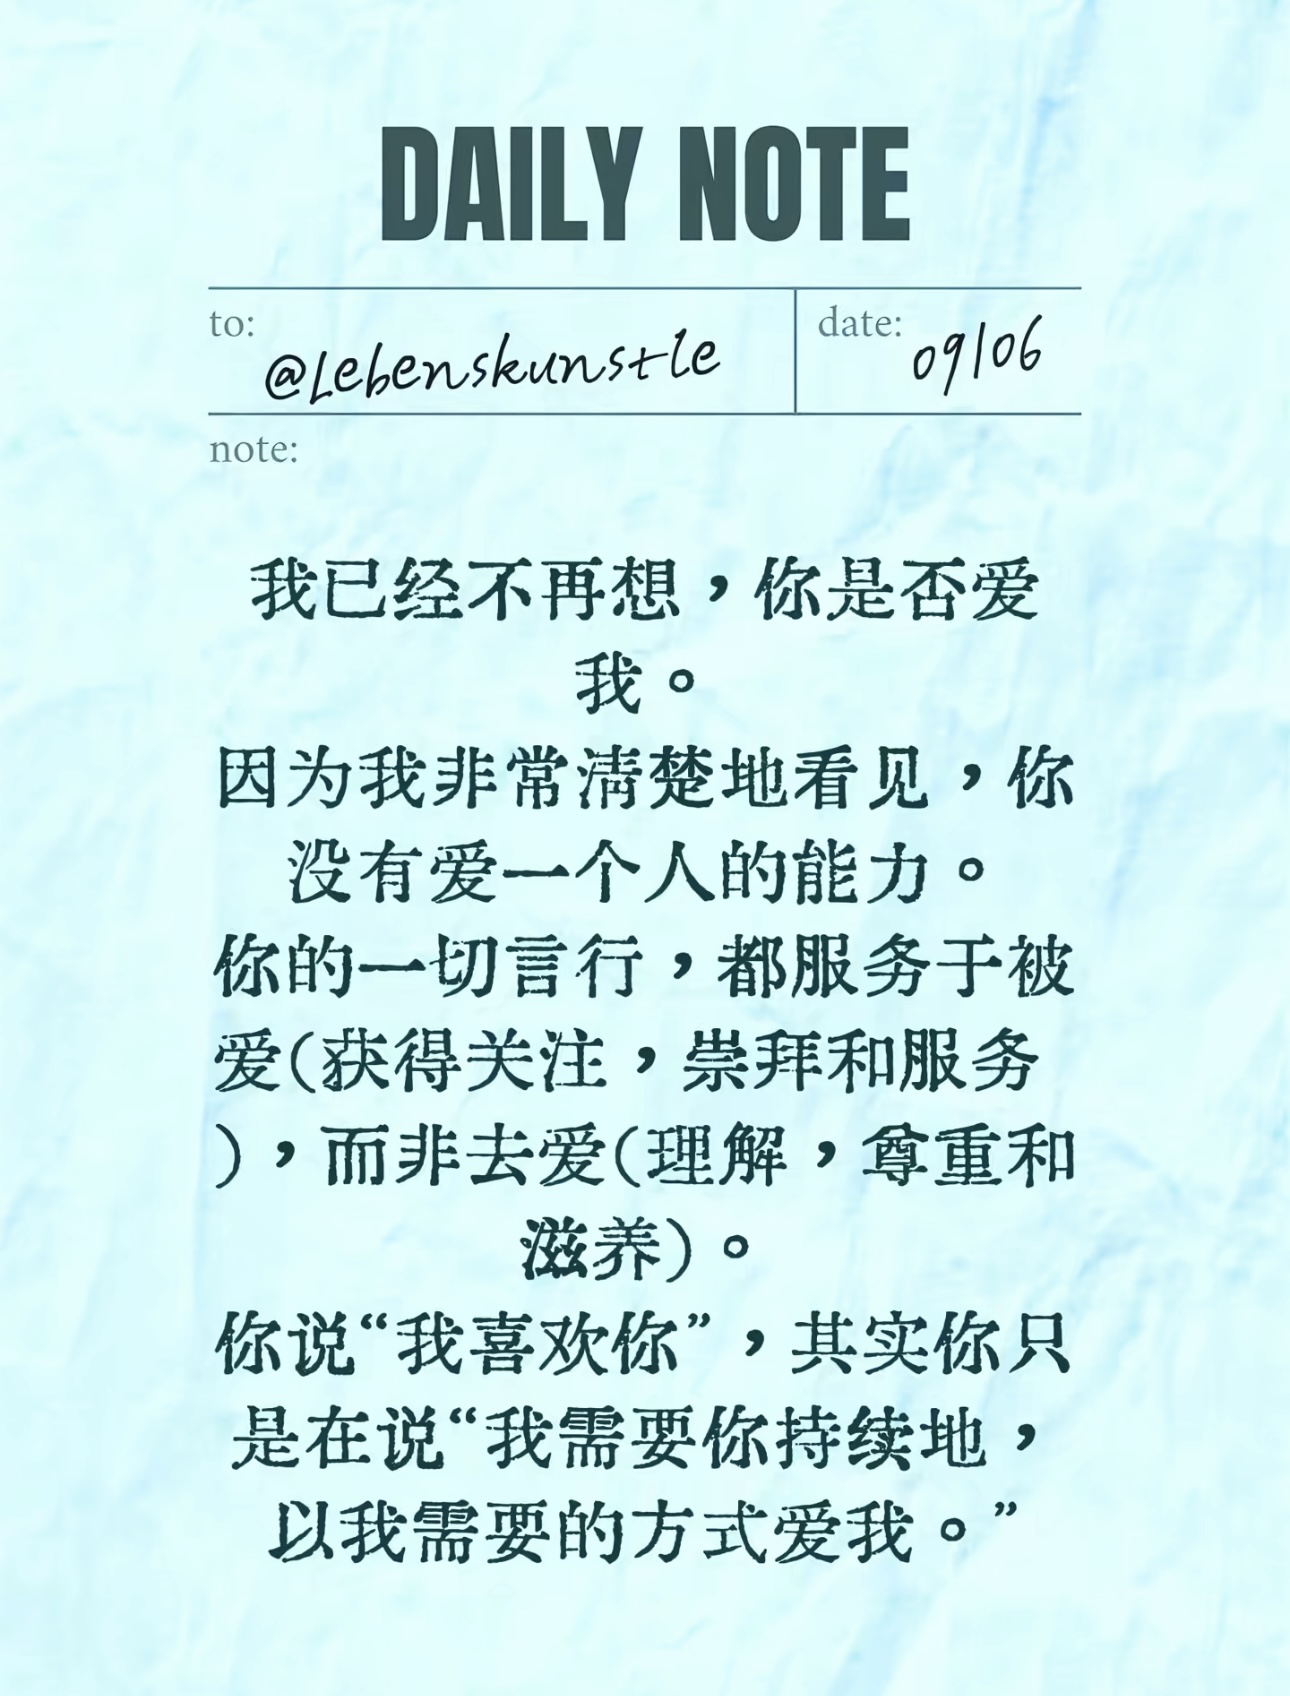 DAILY NOTE
to: @Lebenskunstle
date: 09/06
note:
我已经不再想，你是否爱
我。
因为我非常清楚地看见，你
没有爱一个人的能力。
你的一切言行，都服务于被
爱(获得关注，崇拜和服务
)，而非去爱(理解，尊重和
滋养)。
你说“我喜欢你”，其实你只
是在说“我需要你持续地，
以我需要的方式爱我。”